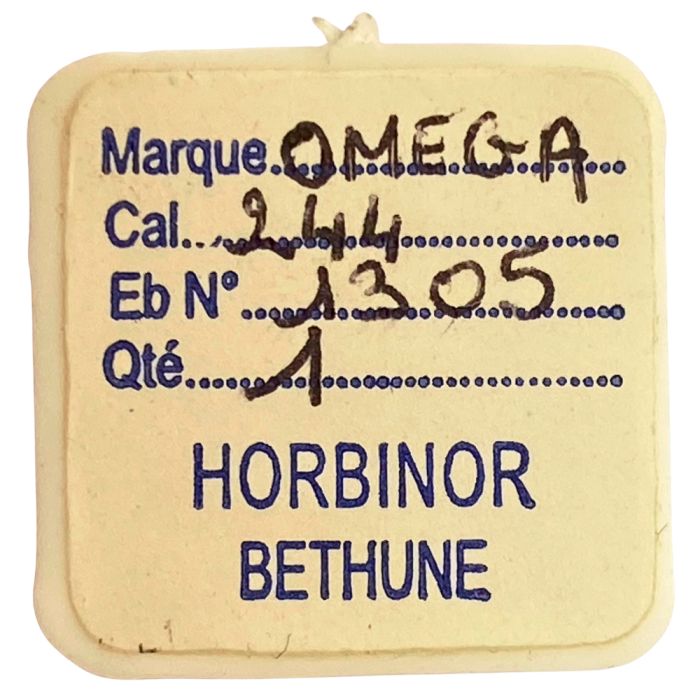 Marque OMEGA
Cal. 244
Eb N° 1305
Qté 1
HORBINOR
BETHUNE